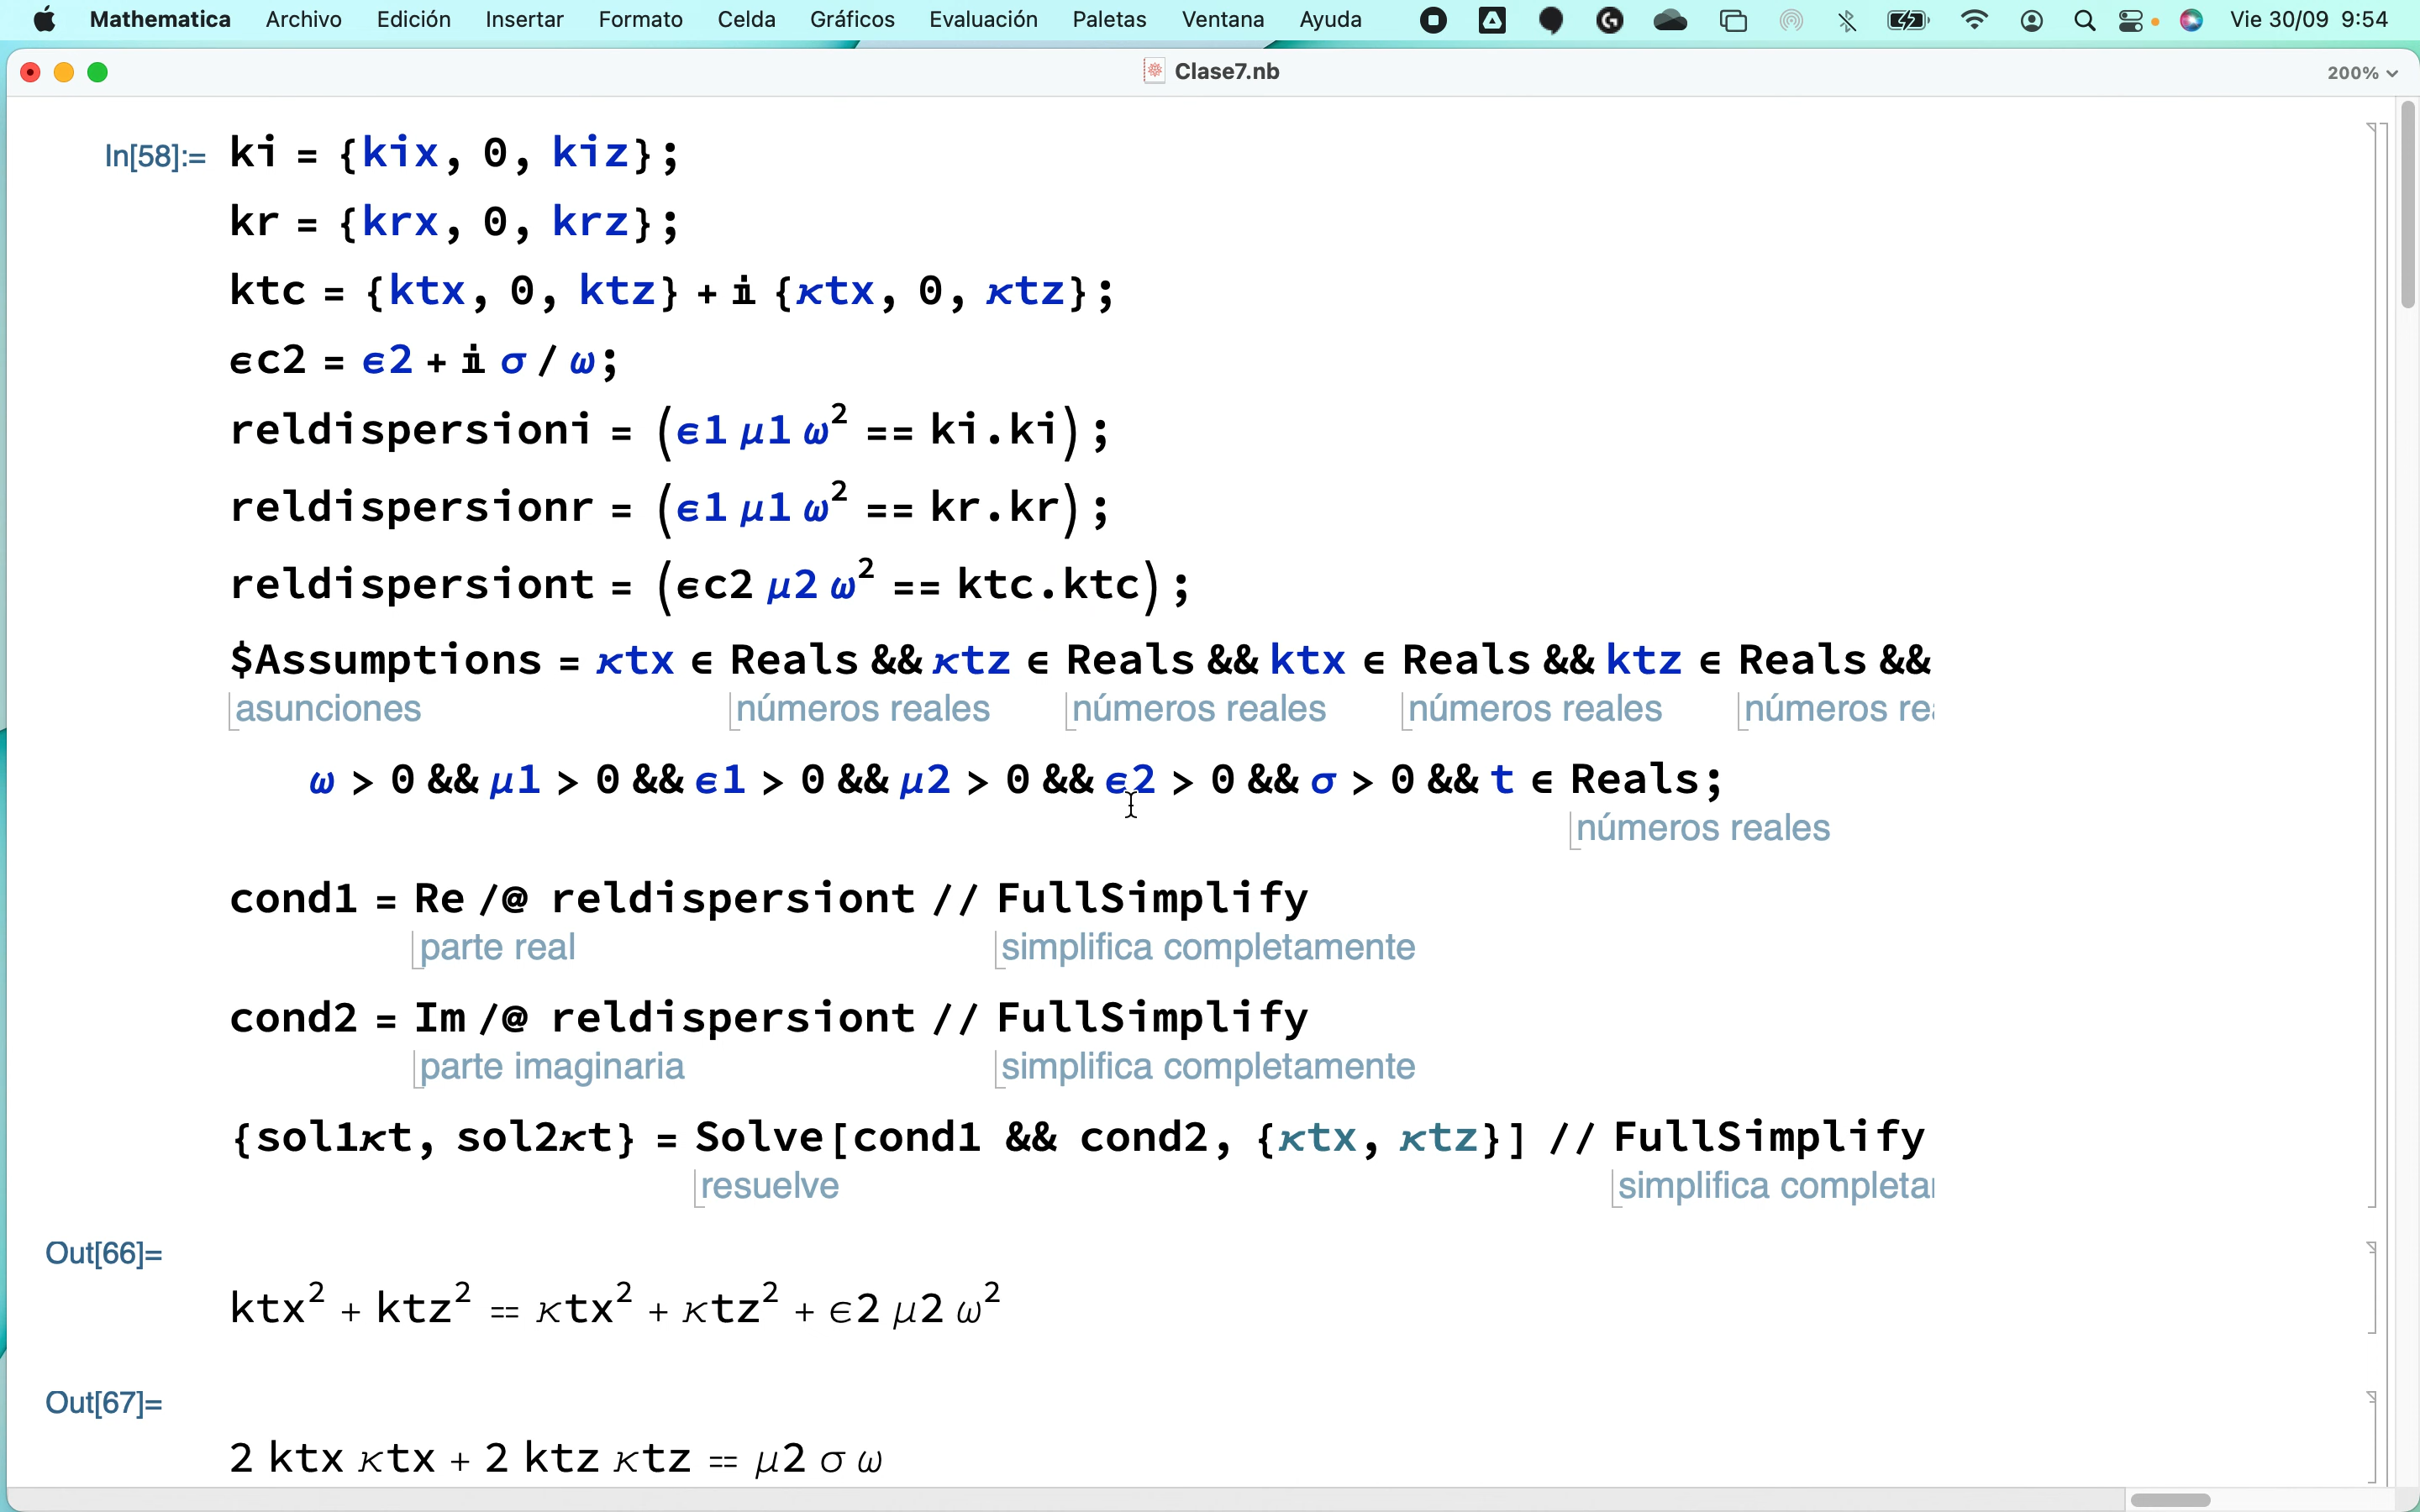 Mathematica Archivo Edición Insertar Formato Celda Gráficos Evaluación Paletas Ventana Ayuda Vie 30/09 9:54
Clase7.nb 200%
In[58]:= ki = {kix, 0, kiz};
kr = {krx, 0, krz};
ktc = {ktx, 0, ktz} + ⅈ {κtx, 0, κtz};
ϵc2 = ϵ2 + ⅈ σ / ω;
reldispersioni = (ϵ1 μ1 ω² == ki.ki);
reldispersionr = (ϵ1 μ1 ω² == kr.kr);
reldispersiont = (ϵc2 μ2 ω² == ktc.ktc);
$Assumptions = κtx ∈ Reals && κtz ∈ Reals && ktx ∈ Reals && ktz ∈ Reals &&
asunciones números reales números reales números reales números re
ω > 0 && μ1 > 0 && ϵ1 > 0 && μ2 > 0 && ϵ2 > 0 && σ > 0 && t ∈ Reals;
números reales
cond1 = Re /@ reldispersiont // FullSimplify
parte real simplifica completamente
cond2 = Im /@ reldispersiont // FullSimplify
parte imaginaria simplifica completamente
{sol1κt, sol2κt} = Solve[cond1 && cond2, {κtx, κtz}] // FullSimplify
resuelve simplifica completa
Out[66]=
ktx² + ktz² == κtx² + κtz² + ϵ2 μ2 ω²
Out[67]=
2 ktx κtx + 2 ktz κtz == μ2 σ ω